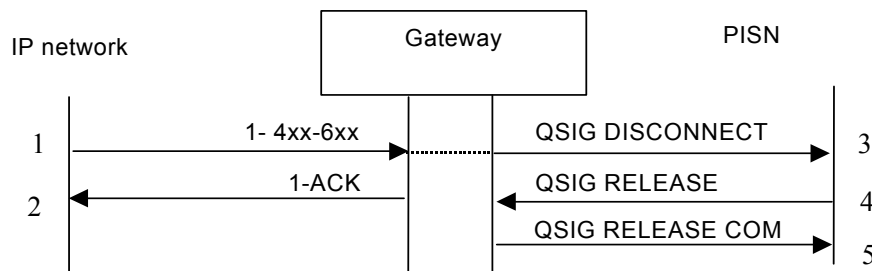 IP network
Gateway
PISN
1
1- 4xx-6xx
QSIG DISCONNECT
3
2
1-ACK
QSIG RELEASE
4
QSIG RELEASE COM
5